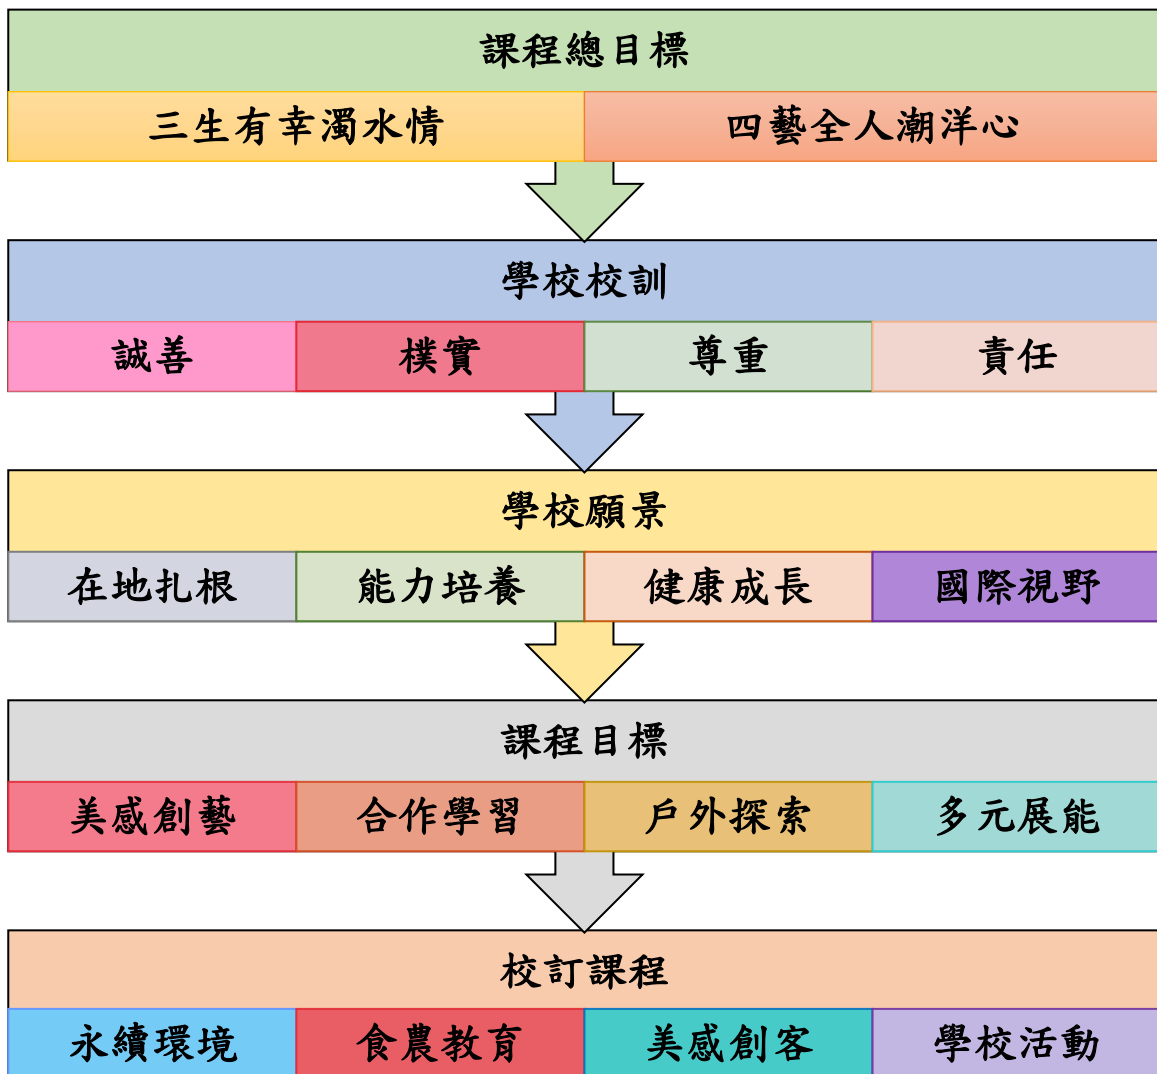 課程總目標
三生有幸濁水情 四藝全人潮洋心
學校校訓
誠善 樸實 尊重 責任
學校願景
在地扎根 能力培養 健康成長 國際視野
課程目標
美感創藝 合作學習 戶外探索 多元展能
校訂課程
永續環境 食農教育 美感創客 學校活動